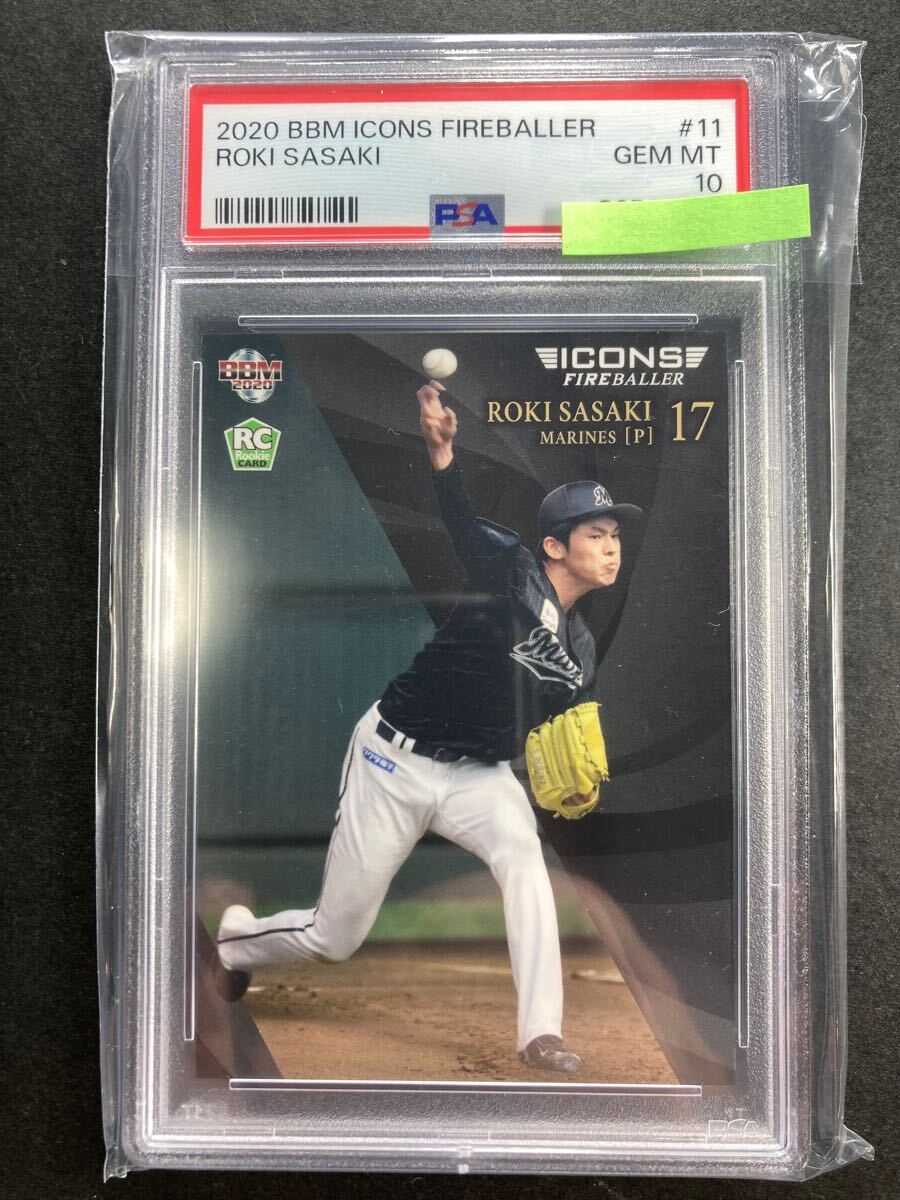 2020 BBM ICONS FIREBALLER #11
ROKI SASAKI GEM MT
10
PSA
BBM
2020
RC
Rookie
CARD
ICONS
FIREBALLER
ROKI SASAKI 17
MARINES [P]
M
PSA